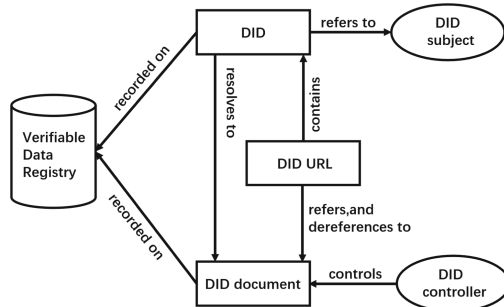 DID
refers to
DID
subject
recorded on
resolves to
contains
Verifiable
Data
Registry
DID URL
refers,and
dereferences to
recorded on
DID document
controls
DID
controller